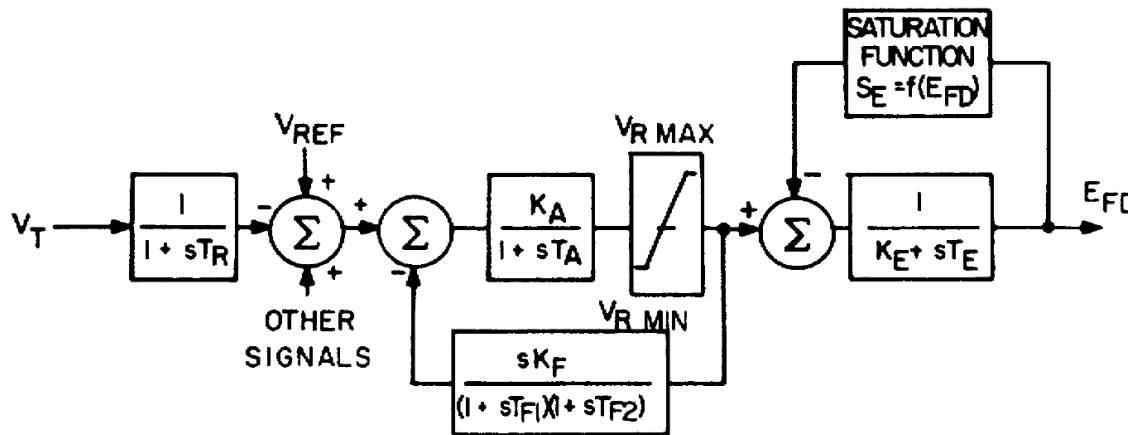 SATURATION
FUNCTION
S_E = f(E_FD)
V_REF
V_R MAX
V_T
1
1 + sT_R
-
+
Σ
+
+
Σ
-
K_A
1 + sT_A
+
-
Σ
1
K_E + sT_E
E_FD
OTHER
SIGNALS
V_R MIN
sK_F
(1 + sT_F1)(1 + sT_F2)